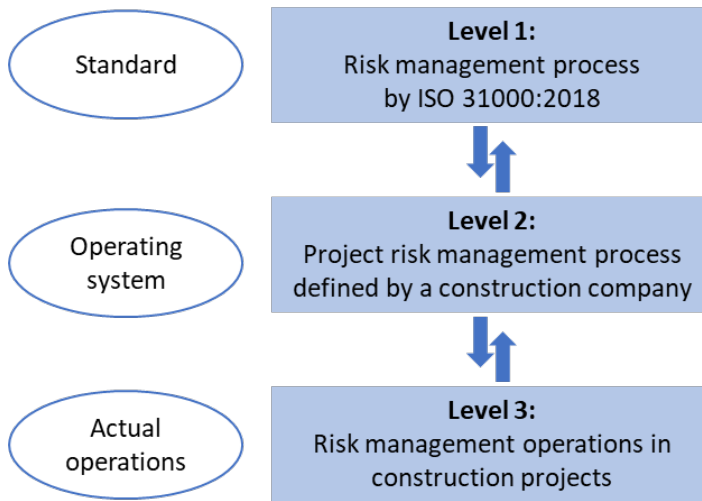 Standard
Level 1:
Risk management process
by ISO 31000:2018
Operating
system
Level 2:
Project risk management process
defined by a construction company
Actual
operations
Level 3:
Risk management operations in
construction projects